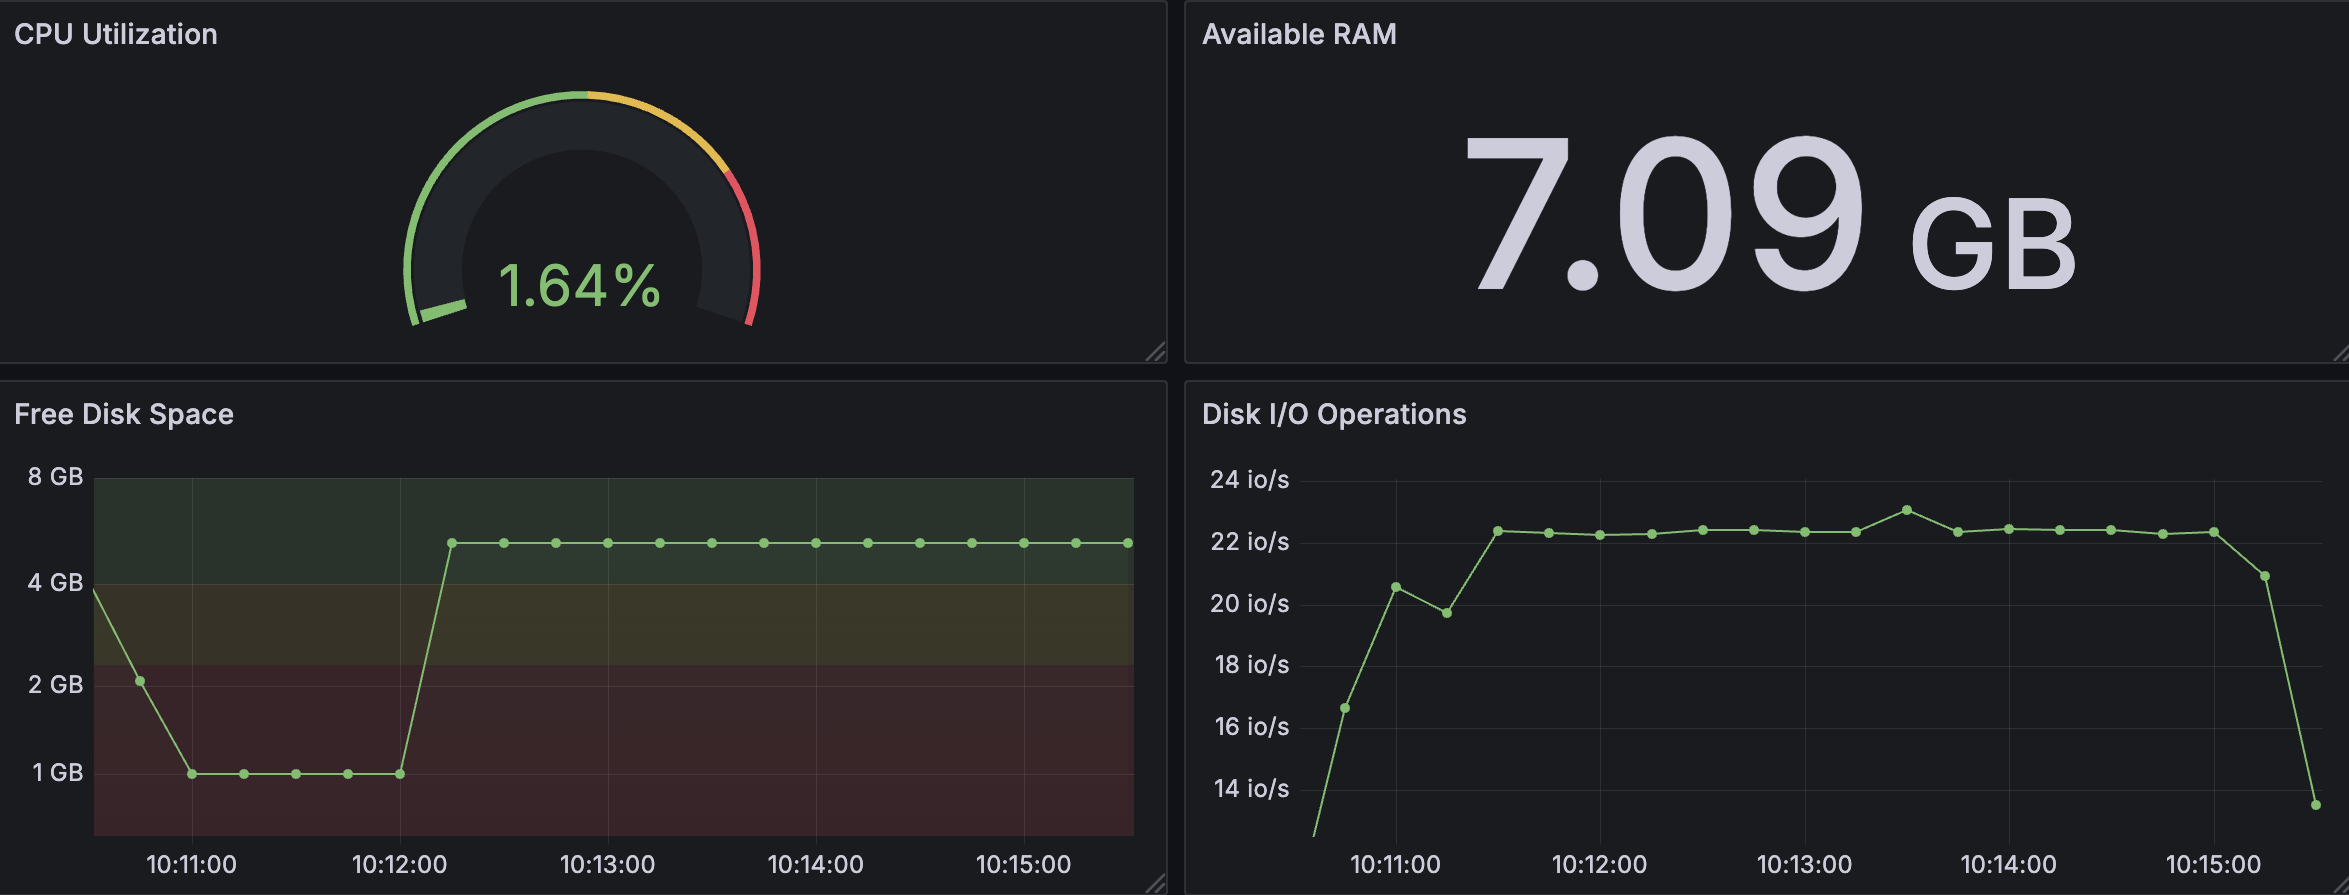 CPU Utilization
1.64%
Available RAM
7.09 GB
Free Disk Space
8 GB
4 GB
2 GB
1 GB
10:11:00 10:12:00 10:13:00 10:14:00 10:15:00
Disk I/O Operations
24 io/s
22 io/s
20 io/s
18 io/s
16 io/s
14 io/s
10:11:00 10:12:00 10:13:00 10:14:00 10:15:00